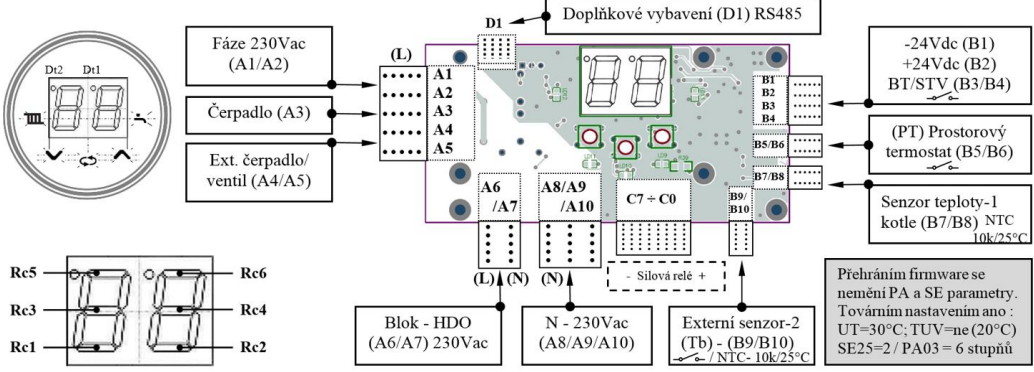 Doplňkové vybavení (D1) RS485
D1
Dt2 Dt1
Fáze 230Vac
(A1/A2)
Čerpadlo (A3)
Ext. čerpadlo/
ventil (A4/A5)
(L)
A1
A2
A3
A4
A5
A6
/A7
A8/A9
/A10
C7 ÷ C0
B9/
B10
B1
B2
B3
B4
B5/B6
B7/B8
-24Vdc (B1)
+24Vdc (B2)
BT/STV (B3/B4)
(PT) Prostorový
termostat (B5/B6)
Senzor teploty-1
kotle (B7/B8) NTC
10k/25°C
Rc5 Rc6
Rc3 Rc4
Rc1 Rc2
(L) (N) (N)
- Silová relé +
Blok - HDO
(A6/A7) 230Vac
N - 230Vac
(A8/A9/A10)
Externí senzor-2
(Tb) - (B9/B10)
/ NTC- 10k/25°C
Přehráním firmware se
nemění PA a SE parametry.
Továrním nastavením ano :
UT=30°C; TUV=ne (20°C)
SE25=2 / PA03 = 6 stupňů